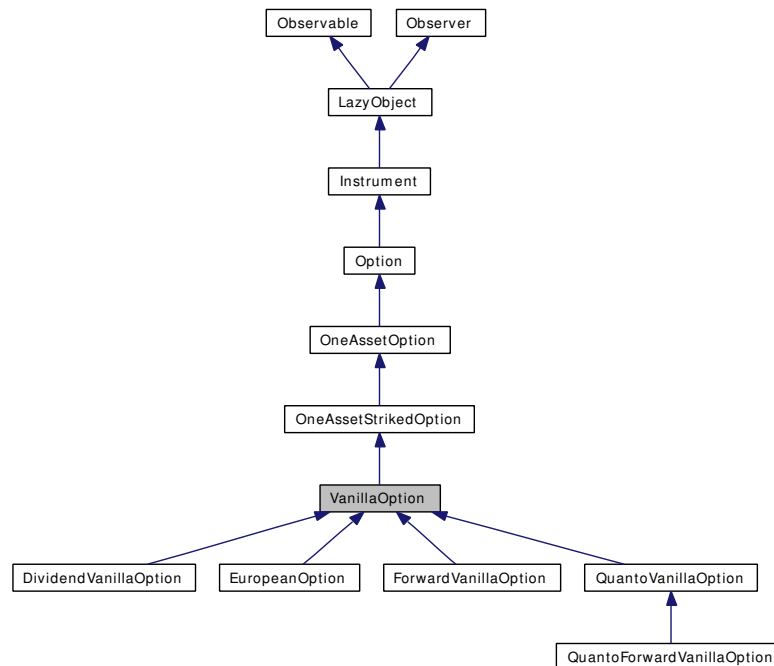 Observable
Observer
LazyObject
Instrument
Option
OneAssetOption
OneAssetStrikedOption
VanillaOption
DividendVanillaOption
EuropeanOption
ForwardVanillaOption
QuantoVanillaOption
QuantoForwardVanillaOption